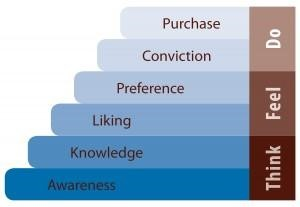 Purchase
Conviction
Do
Preference
Liking
Feel
Knowledge
Awareness
Think